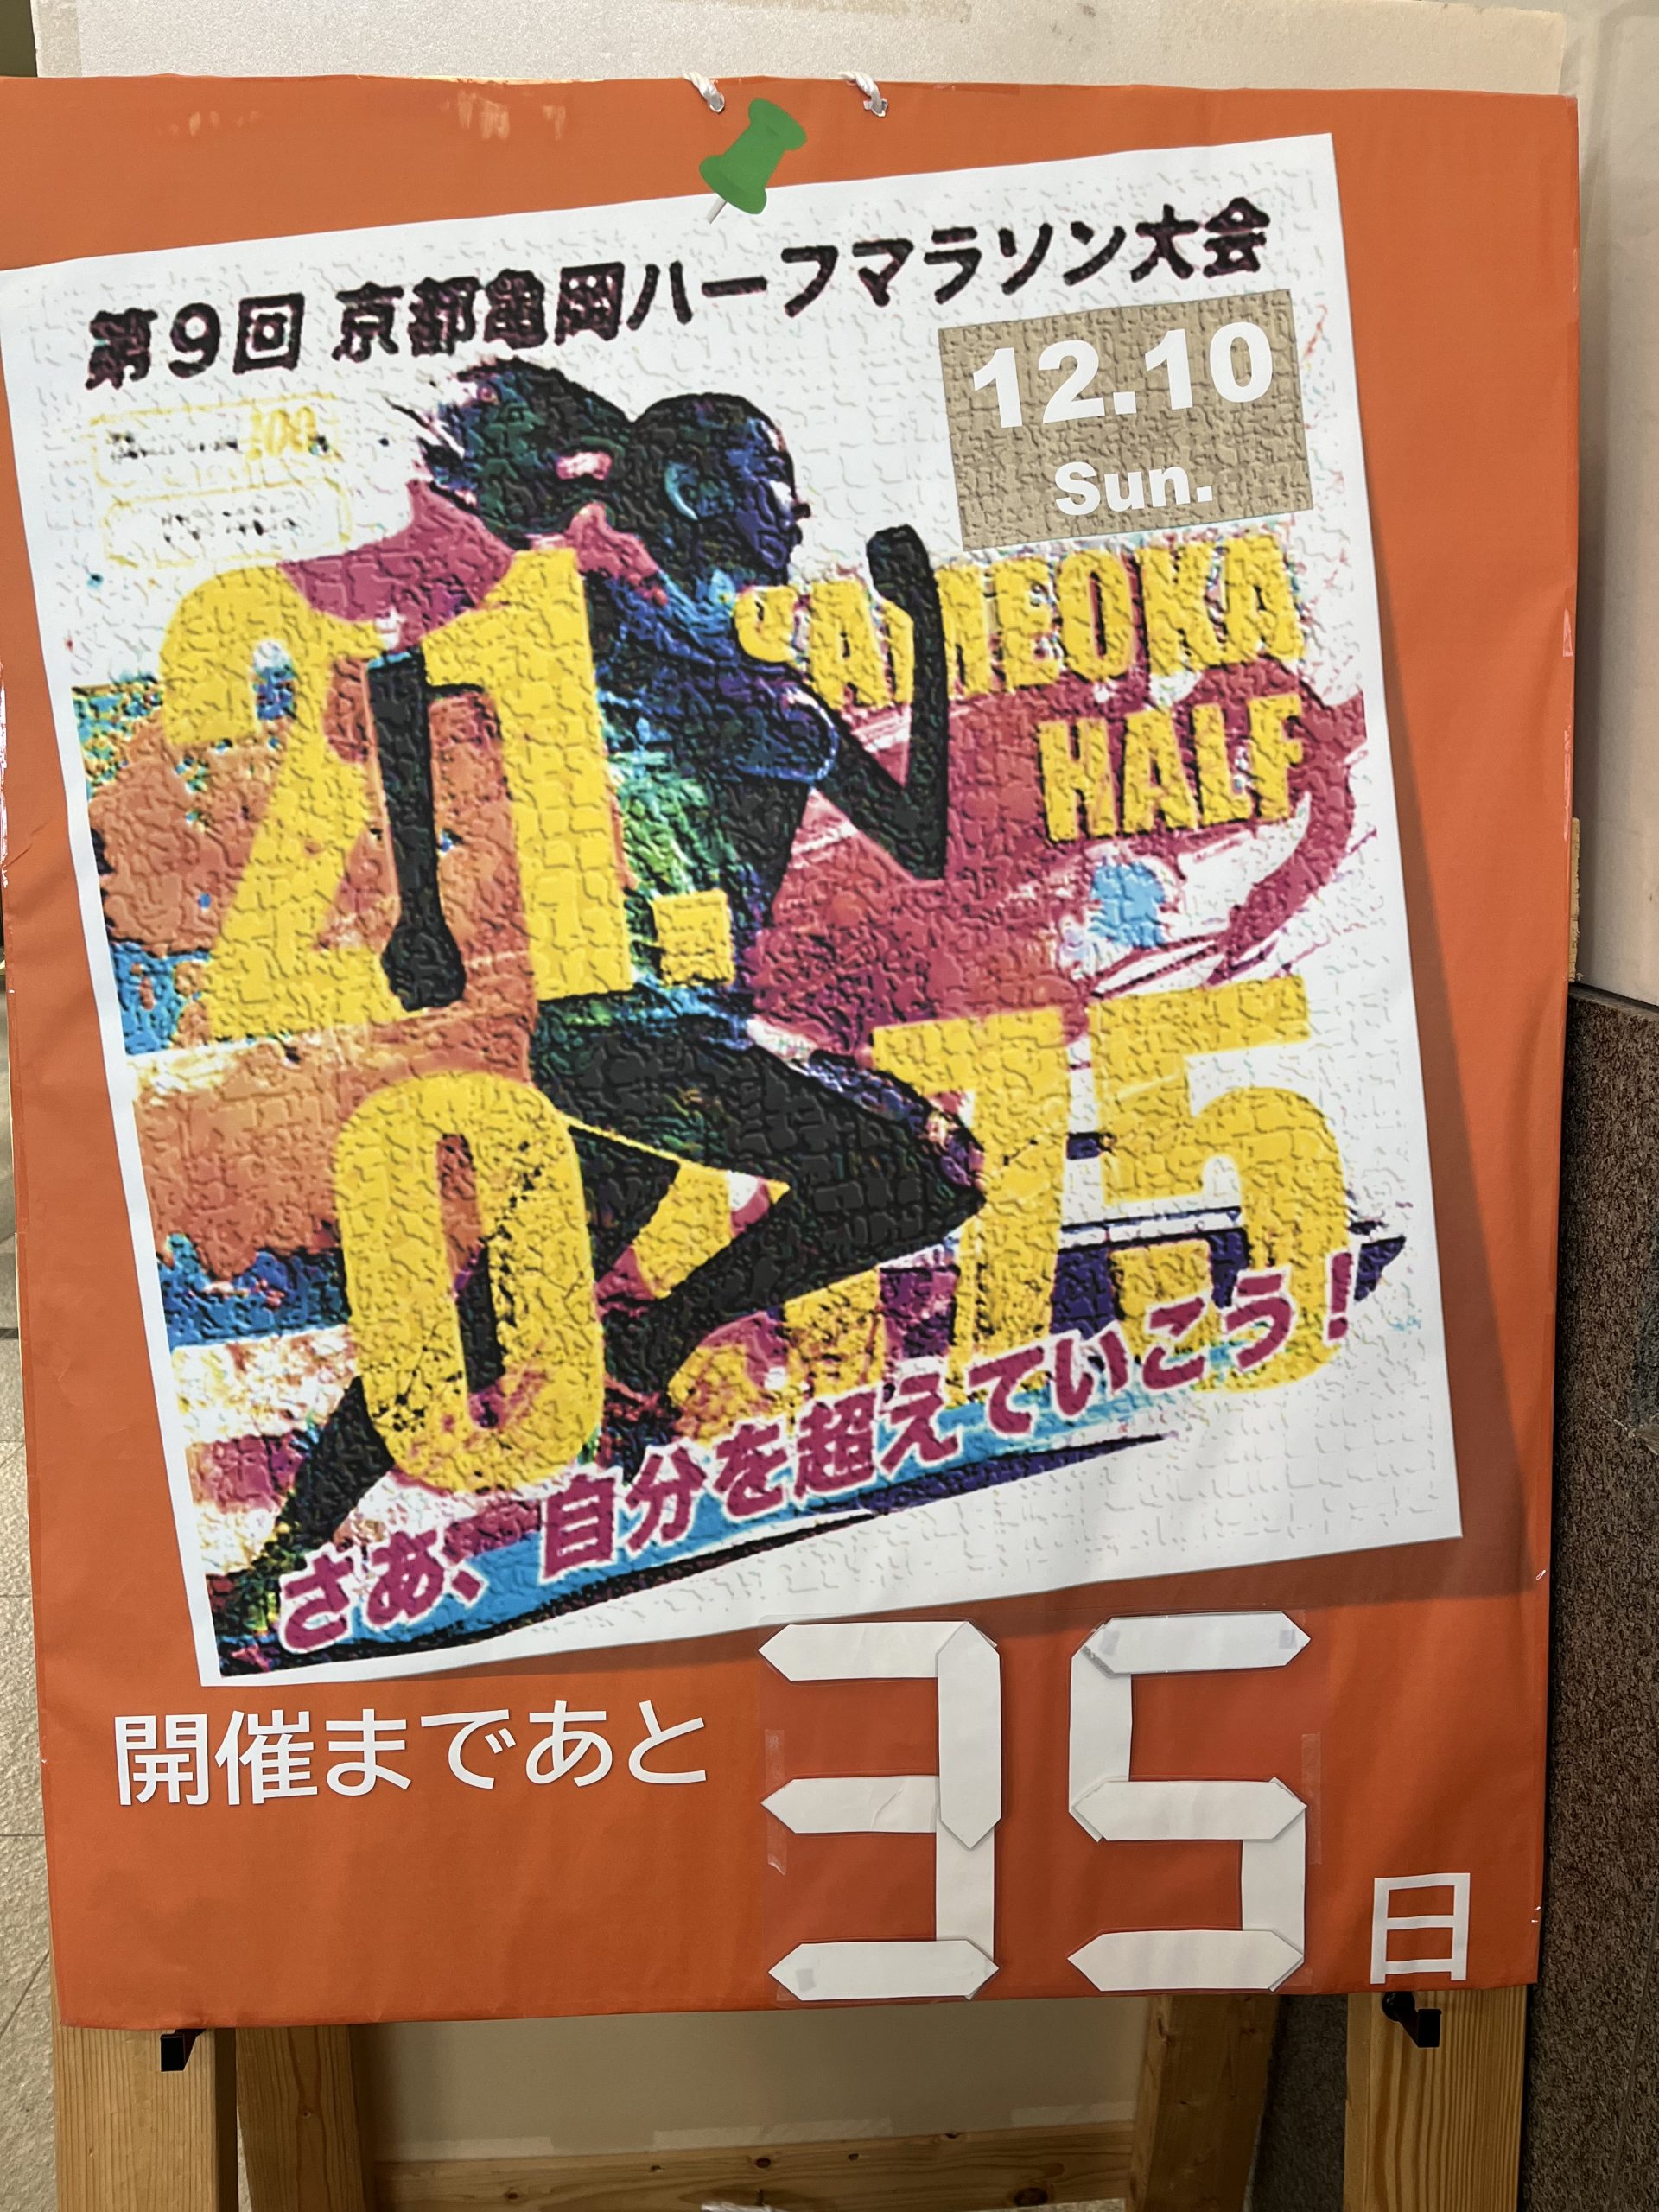 第9回 京都亀岡ハーフマラソン大会
12.10
Sun.
21.
KAMEOKA
HALF
0975
さあ、自分を超えていこう!
開催まであと
35
日